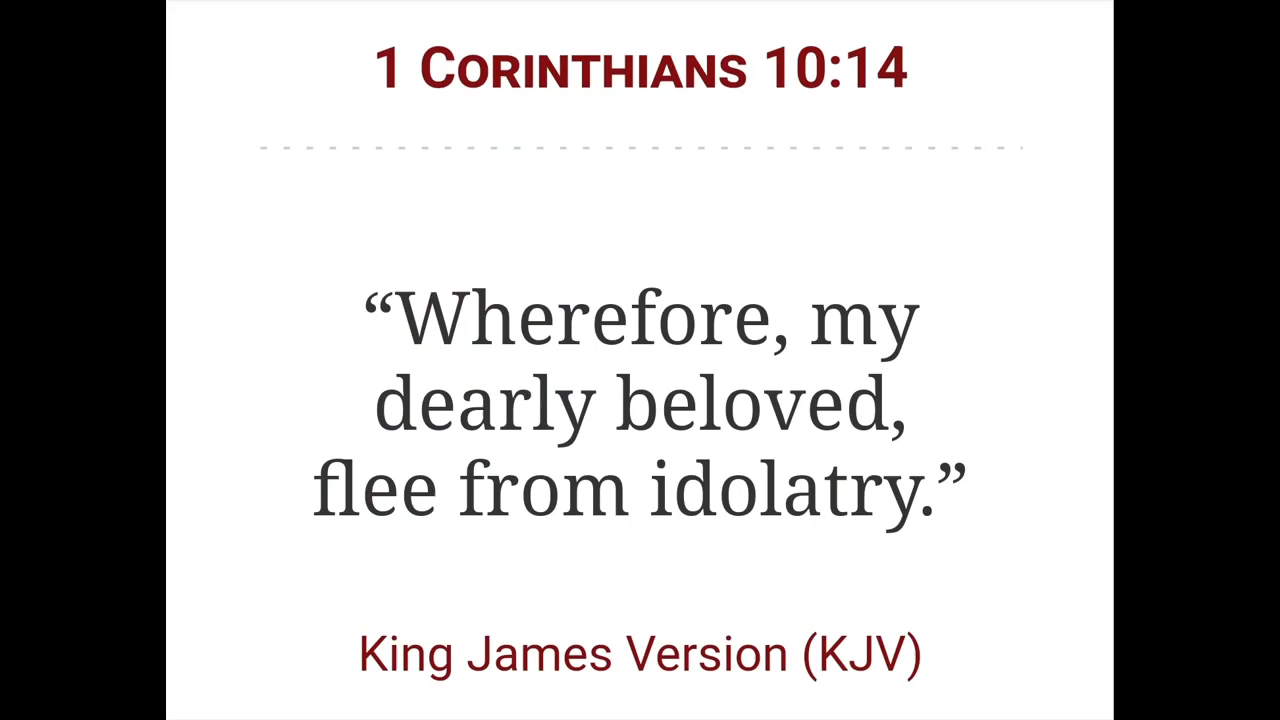 1 Corinthians 10:14
“Wherefore, my
dearly beloved,
flee from idolatry.”
King James Version (KJV)